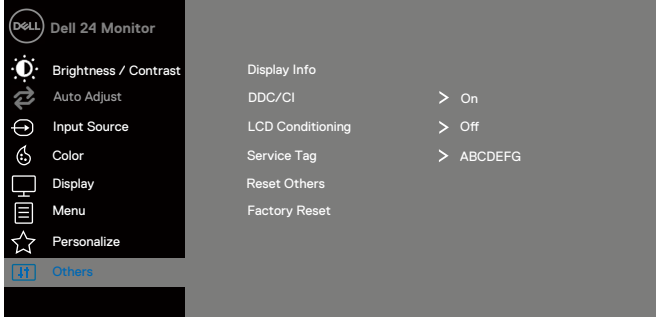 DELL Dell 24 Monitor
Brightness / Contrast
Auto Adjust
Input Source
Color
Display
Menu
Personalize
Others
Display Info
DDC/CI > On
LCD Conditioning > Off
Service Tag > ABCDEFG
Reset Others
Factory Reset